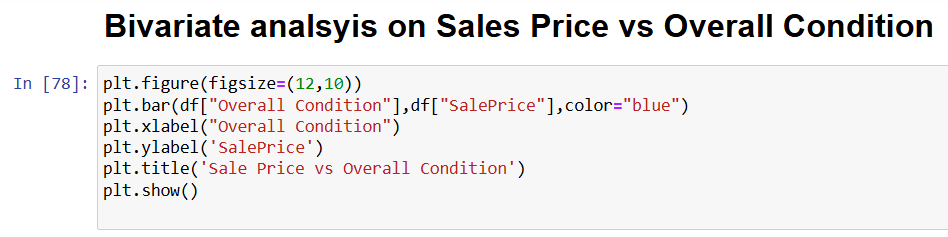 Bivariate analsyis on Sales Price vs Overall Condition
In [78]: plt.figure(figsize=(12,10))
plt.bar(df["Overall Condition"],df["SalePrice"],color="blue")
plt.xlabel("Overall Condition")
plt.ylabel('SalePrice')
plt.title('Sale Price vs Overall Condition')
plt.show()